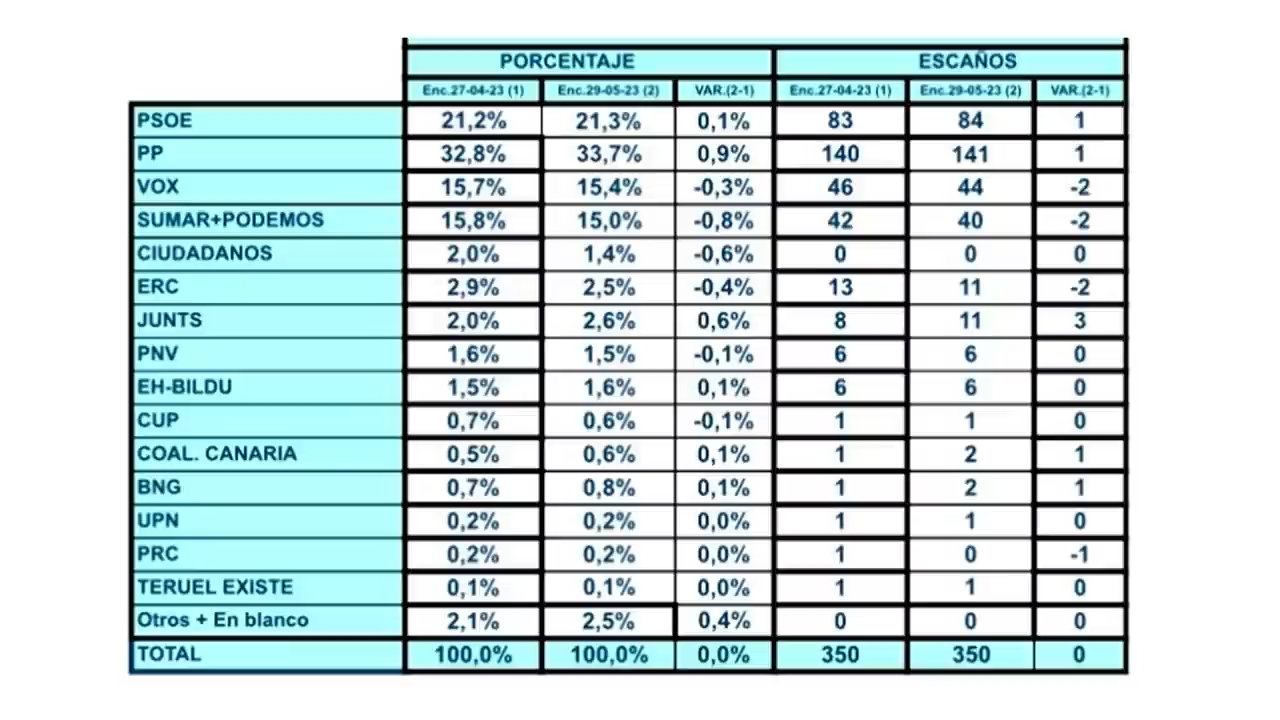 PORCENTAJE ESCAÑOS
Enc.27-04-23 (1) Enc.29-05-23 (2) VAR.(2-1) Enc.27-04-23 (1) Enc.29-05-23 (2) VAR.(2-1)
PSOE 21,2% 21,3% 0,1% 83 84 1
PP 32,8% 33,7% 0,9% 140 141 1
VOX 15,7% 15,4% -0,3% 46 44 -2
SUMAR+PODEMOS 15,8% 15,0% -0,8% 42 40 -2
CIUDADANOS 2,0% 1,4% -0,6% 0 0 0
ERC 2,9% 2,5% -0,4% 13 11 -2
JUNTS 2,0% 2,6% 0,6% 8 11 3
PNV 1,6% 1,5% -0,1% 6 6 0
EH-BILDU 1,5% 1,6% 0,1% 6 6 0
CUP 0,7% 0,6% -0,1% 1 1 0
COAL. CANARIA 0,5% 0,6% 0,1% 1 2 1
BNG 0,7% 0,8% 0,1% 1 2 1
UPN 0,2% 0,2% 0,0% 1 1 0
PRC 0,2% 0,2% 0,0% 1 0 -1
TERUEL EXISTE 0,1% 0,1% 0,0% 1 1 0
Otros + En blanco 2,1% 2,5% 0,4% 0 0 0
TOTAL 100,0% 100,0% 0,0% 350 350 0